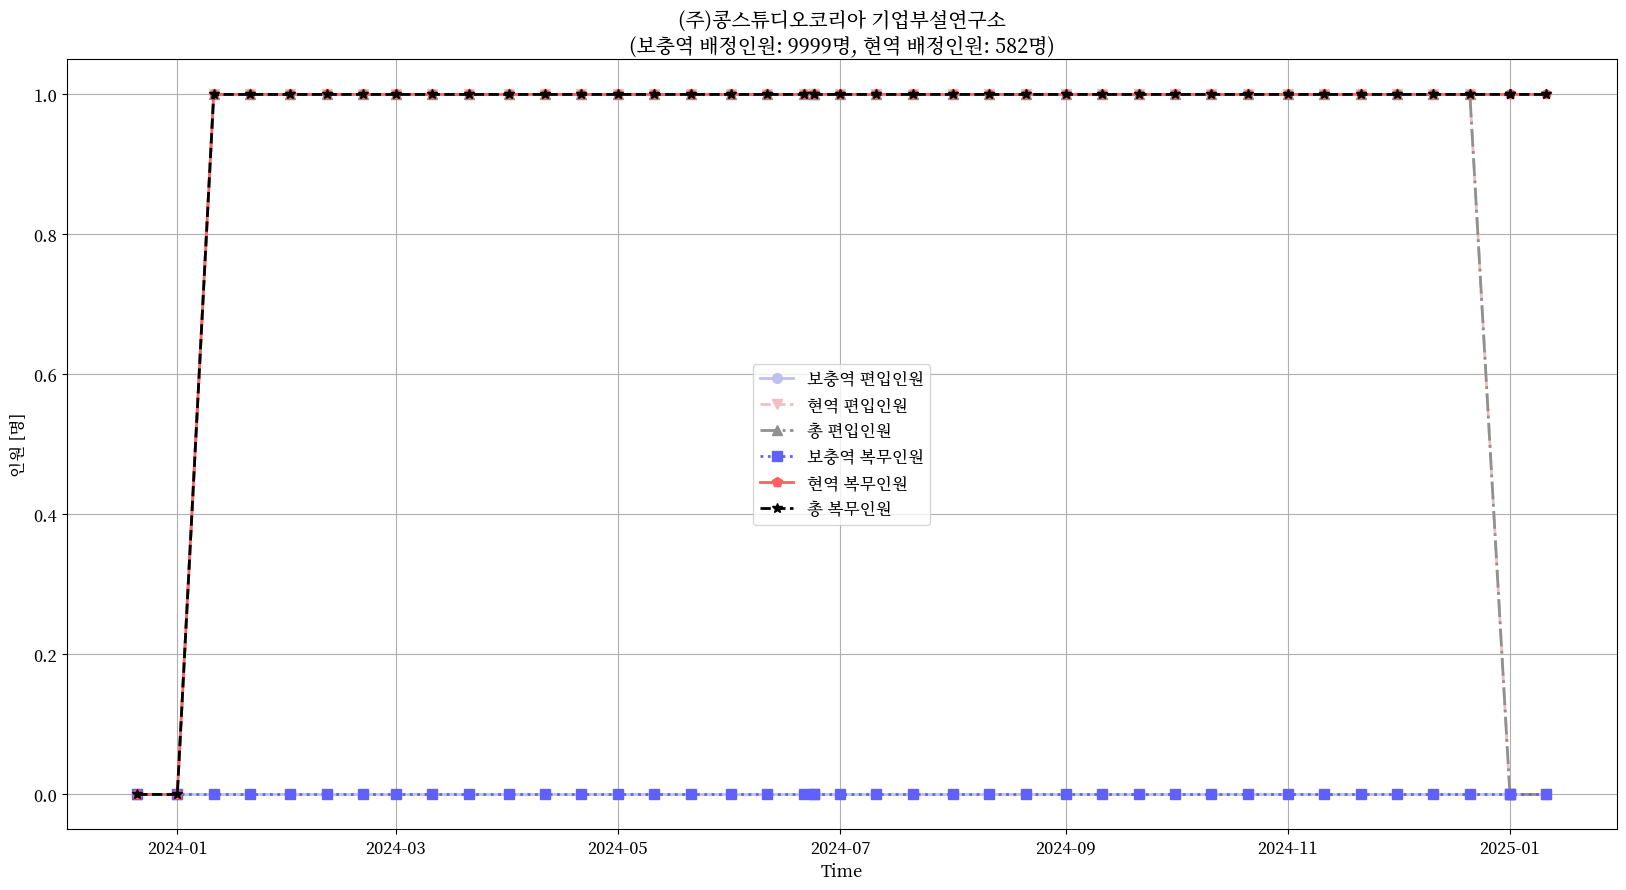 (주)콩스튜디오코리아 기업부설연구소
(보충역 배정인원: 9999명, 현역 배정인원: 582명)
1.0
0.8
0.6
0.4
0.2
0.0
인원 [명]
보충역 편입인원
현역 편입인원
총 편입인원
보충역 복무인원
현역 복무인원
총 복무인원
2024-01
2024-03
2024-05
2024-07
2024-09
2024-11
2025-01
Time